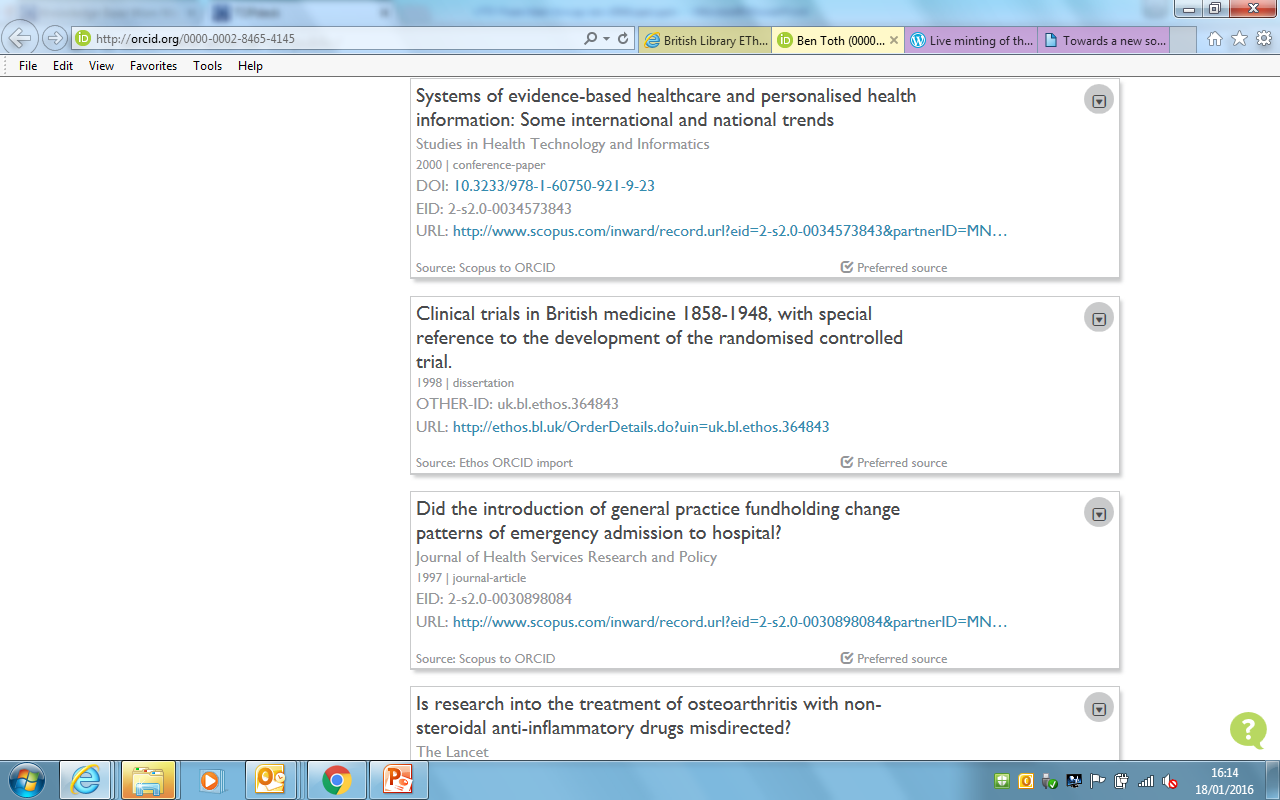 http://orcid.org/0000-0002-8465-4145
British Library ETh...
Ben Toth (0000...
Live minting of th...
Towards a new so...
File Edit View Favorites Tools Help
Systems of evidence-based healthcare and personalised health
information: Some international and national trends
Studies in Health Technology and Informatics
2000 | conference-paper
DOI: 10.3233/978-1-60750-921-9-23
EID: 2-s2.0-0034573843
URL: http://www.scopus.com/inward/record.url?eid=2-s2.0-0034573843&partnerID=MN…
Source: Scopus to ORCID Preferred source
Clinical trials in British medicine 1858-1948, with special
reference to the development of the randomised controlled
trial.
1998 | dissertation
OTHER-ID: uk.bl.ethos.364843
URL: http://ethos.bl.uk/OrderDetails.do?uin=uk.bl.ethos.364843
Source: Ethos ORCID import Preferred source
Did the introduction of general practice fundholding change
patterns of emergency admission to hospital?
Journal of Health Services Research and Policy
1997 | journal-article
EID: 2-s2.0-0030898084
URL: http://www.scopus.com/inward/record.url?eid=2-s2.0-0030898084&partnerID=MN…
Source: Scopus to ORCID Preferred source
Is research into the treatment of osteoarthritis with non-
steroidal anti-inflammatory drugs misdirected?
The Lancet
16:14
18/01/2016